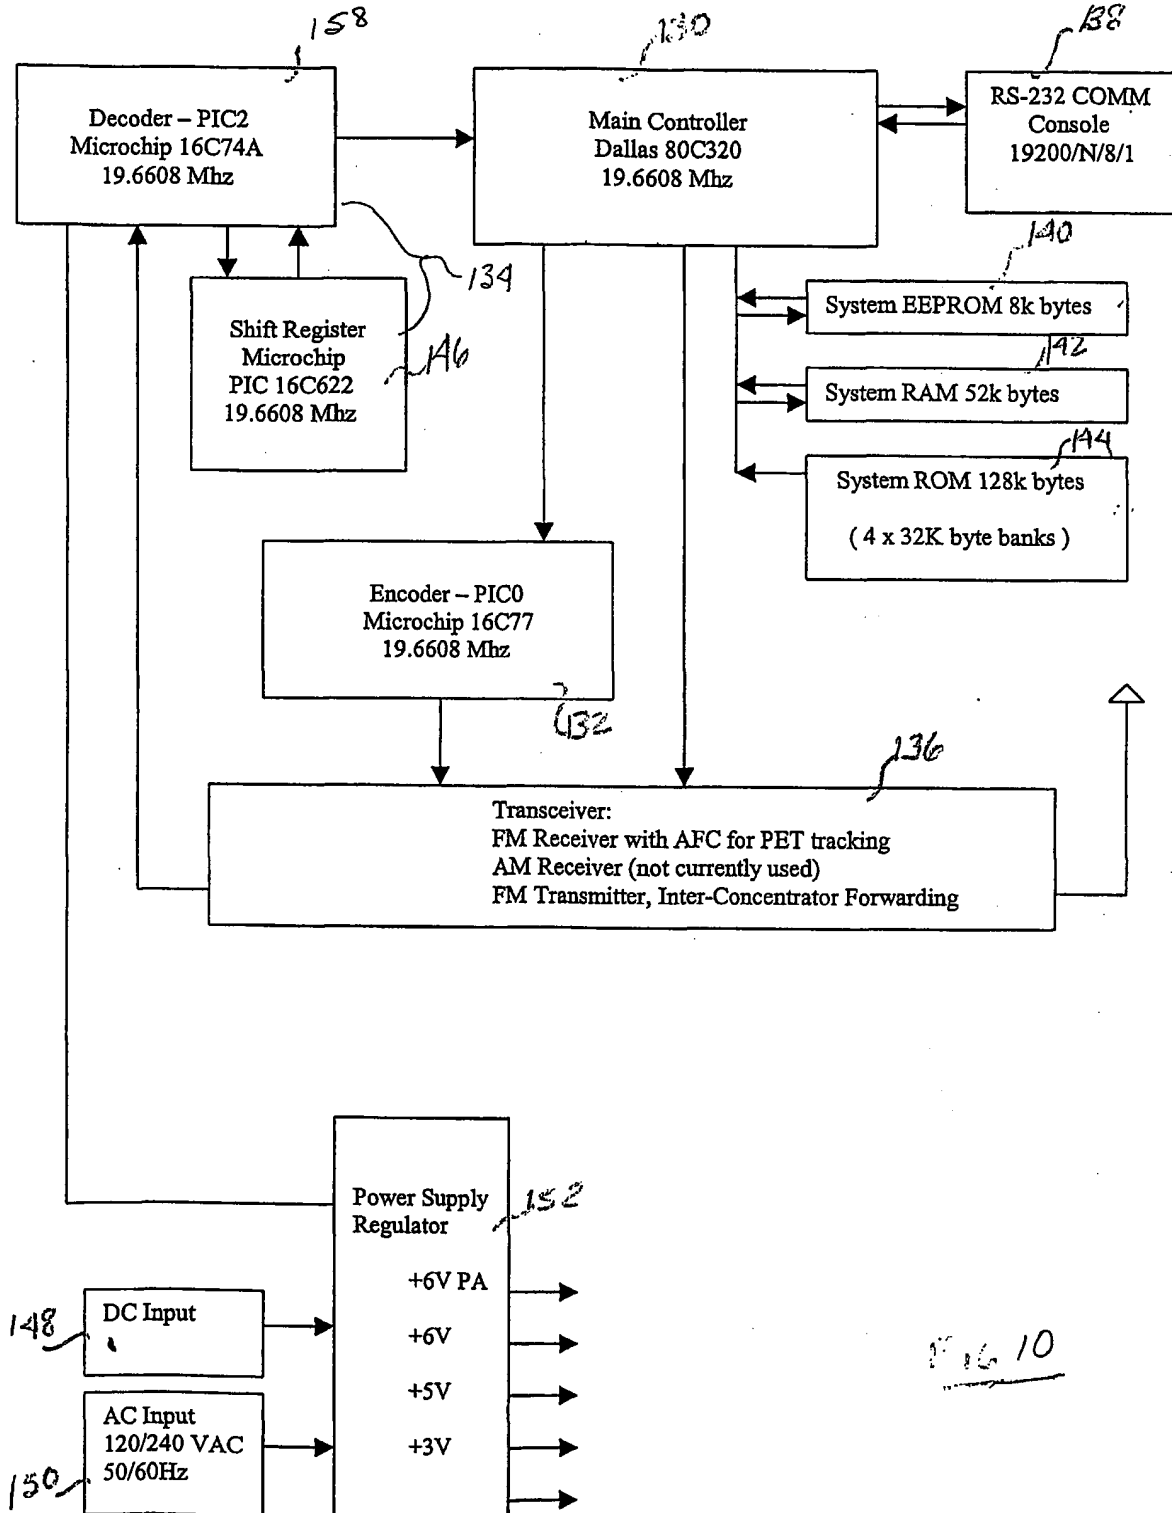 158
130
138
Decoder – PIC2
Microchip 16C74A
19.6608 Mhz
Main Controller
Dallas 80C320
19.6608 Mhz
RS-232 COMM
Console
19200/N/8/1
134
140
System EEPROM 8k bytes
Shift Register
Microchip
PIC 16C622
19.6608 Mhz
146
142
System RAM 52k bytes
144
System ROM 128k bytes
( 4 x 32K byte banks )
Encoder – PIC0
Microchip 16C77
19.6608 Mhz
132
136
Transceiver:
FM Receiver with AFC for PET tracking
AM Receiver (not currently used)
FM Transmitter, Inter-Concentrator Forwarding
Power Supply
Regulator
152
+6V PA
+6V
+5V
+3V
DC Input
148
AC Input
120/240 VAC
50/60Hz
150
FIG 10